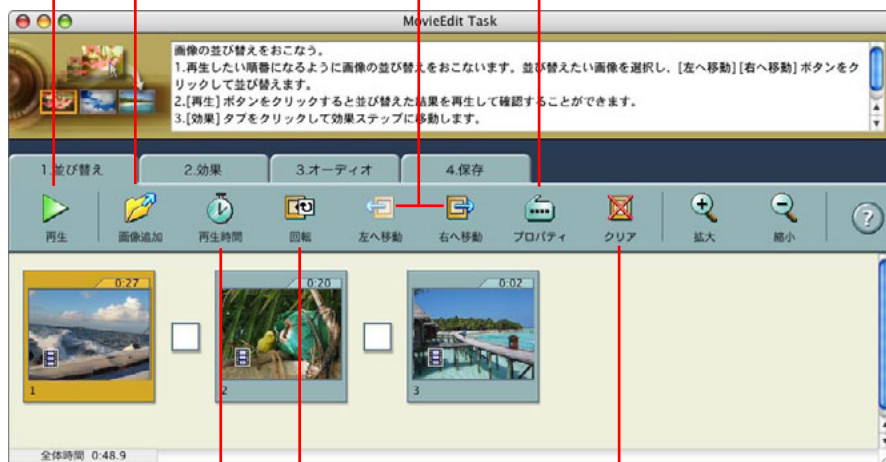 MovieEdit Task
画像の並び替えをおこなう。
1.再生したい順番になるように画像の並び替えをおこないます。並び替えたい画像を選択し、[左へ移動][右へ移動] ボタンをク
リックして並び替えます。
2.[再生] ボタンをクリックすると並び替えた結果を再生して確認することができます。
3.[効果] タブをクリックして効果ステップに移動します。
1.並び替え 2.効果 3.オーディオ 4.保存
再生 画像追加 再生時間 回転 左へ移動 右へ移動 プロパティ クリア 拡大 縮小 ?
0:27 0:20 0:02
1 2 3
全体時間 0:48.9